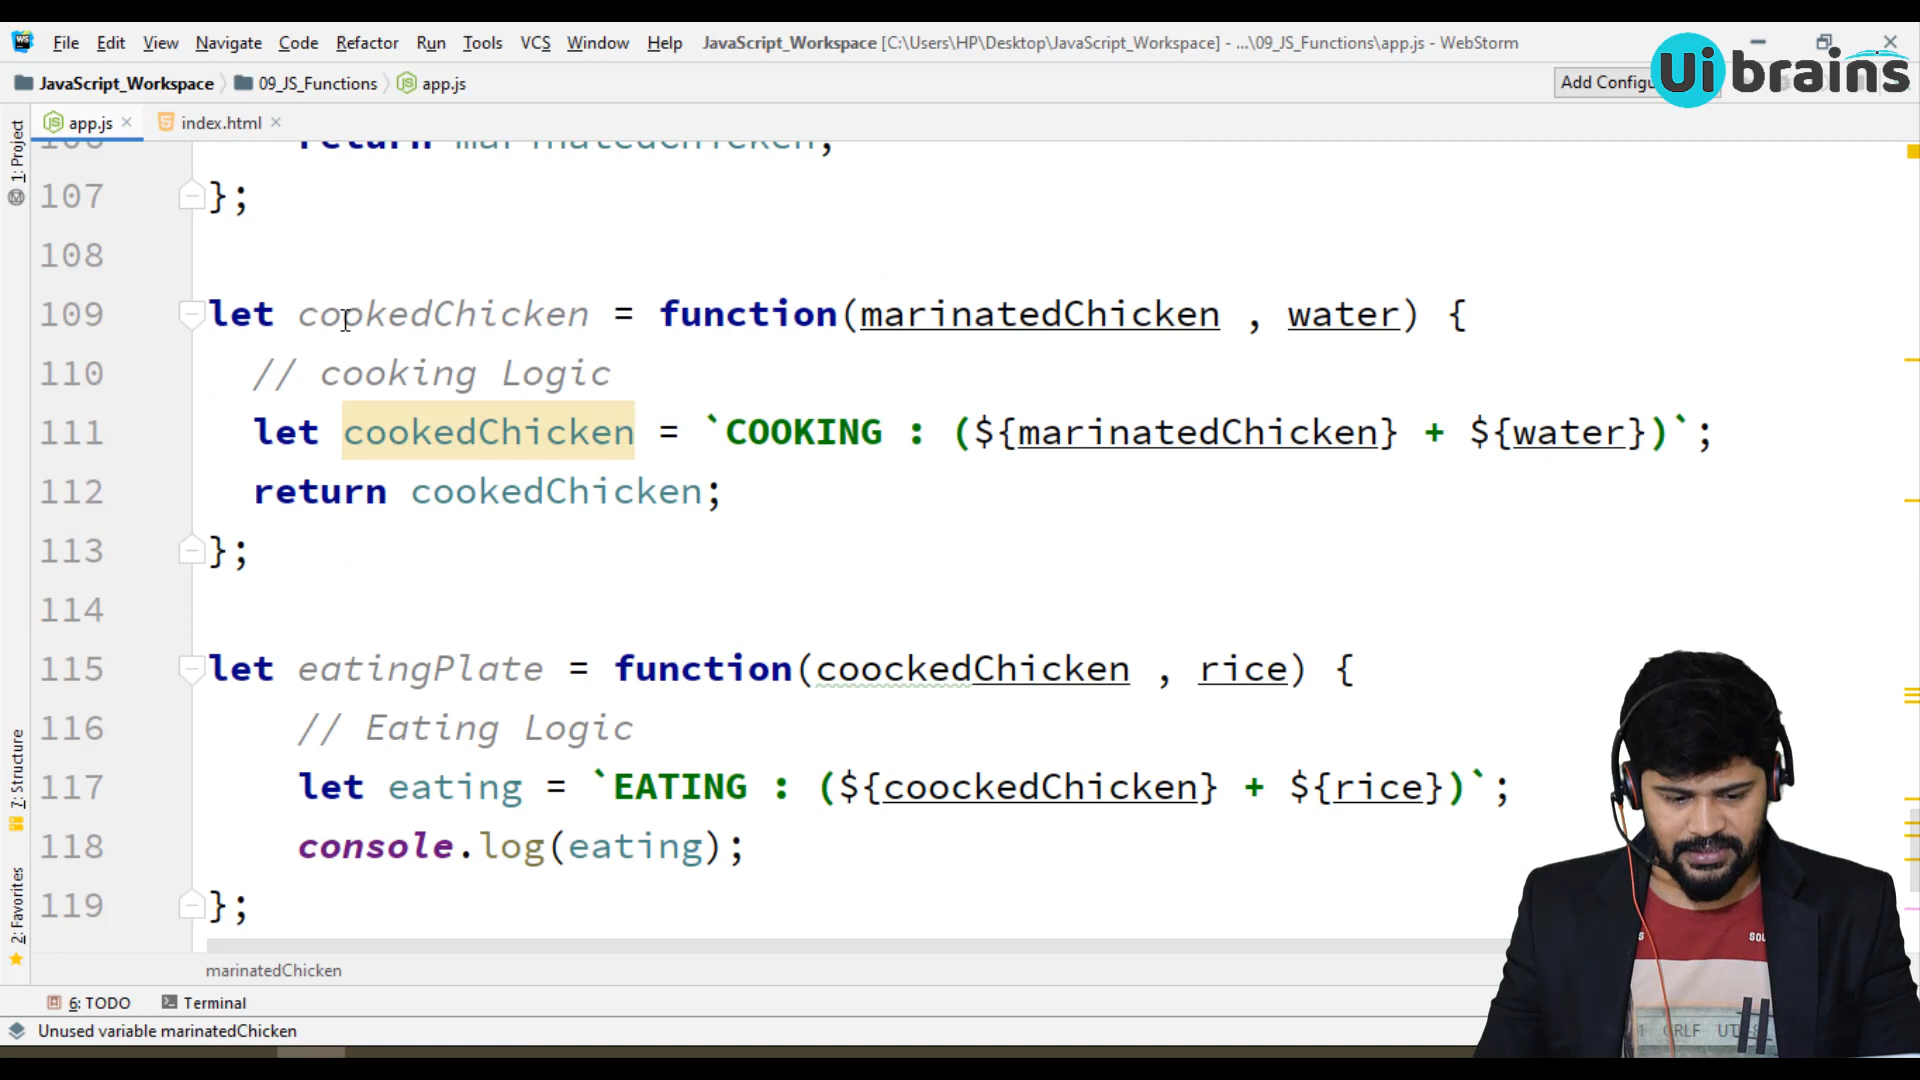 File Edit View Navigate Code Refactor Run Tools VCS Window Help JavaScript_Workspace [C:\Users\HP\Desktop\JavaScript_Workspace] - ...\09_JS_Functions\app.js - WebStorm
JavaScript_Workspace 09_JS_Functions app.js Add Config
Ui brains
app.js index.html
1: Project
return marinatedChicken;
107 };
108
109 let cookedChicken = function(marinatedChicken , water) {
110 // cooking Logic
111 let cookedChicken = `COOKING : (${marinatedChicken} + ${water})`;
112 return cookedChicken;
113 };
114
115 let eatingPlate = function(coockedChicken , rice) {
116 // Eating Logic
117 let eating = `EATING : (${coockedChicken} + ${rice})`;
118 console.log(eating);
119 };
7: Structure
2: Favorites
marinatedChicken
6: TODO Terminal
Unused variable marinatedChicken
CRLF